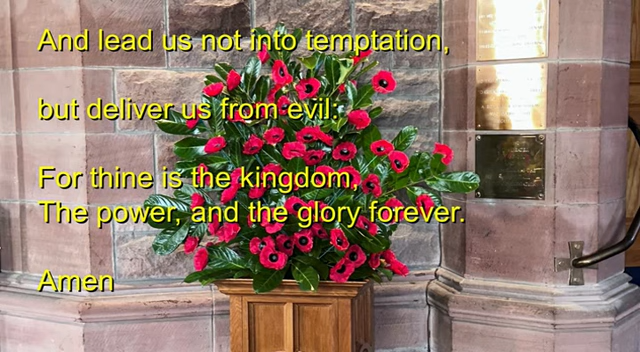 And lead us not into temptation,
but deliver us from evil:
For thine is the kingdom,
The power, and the glory forever.
Amen